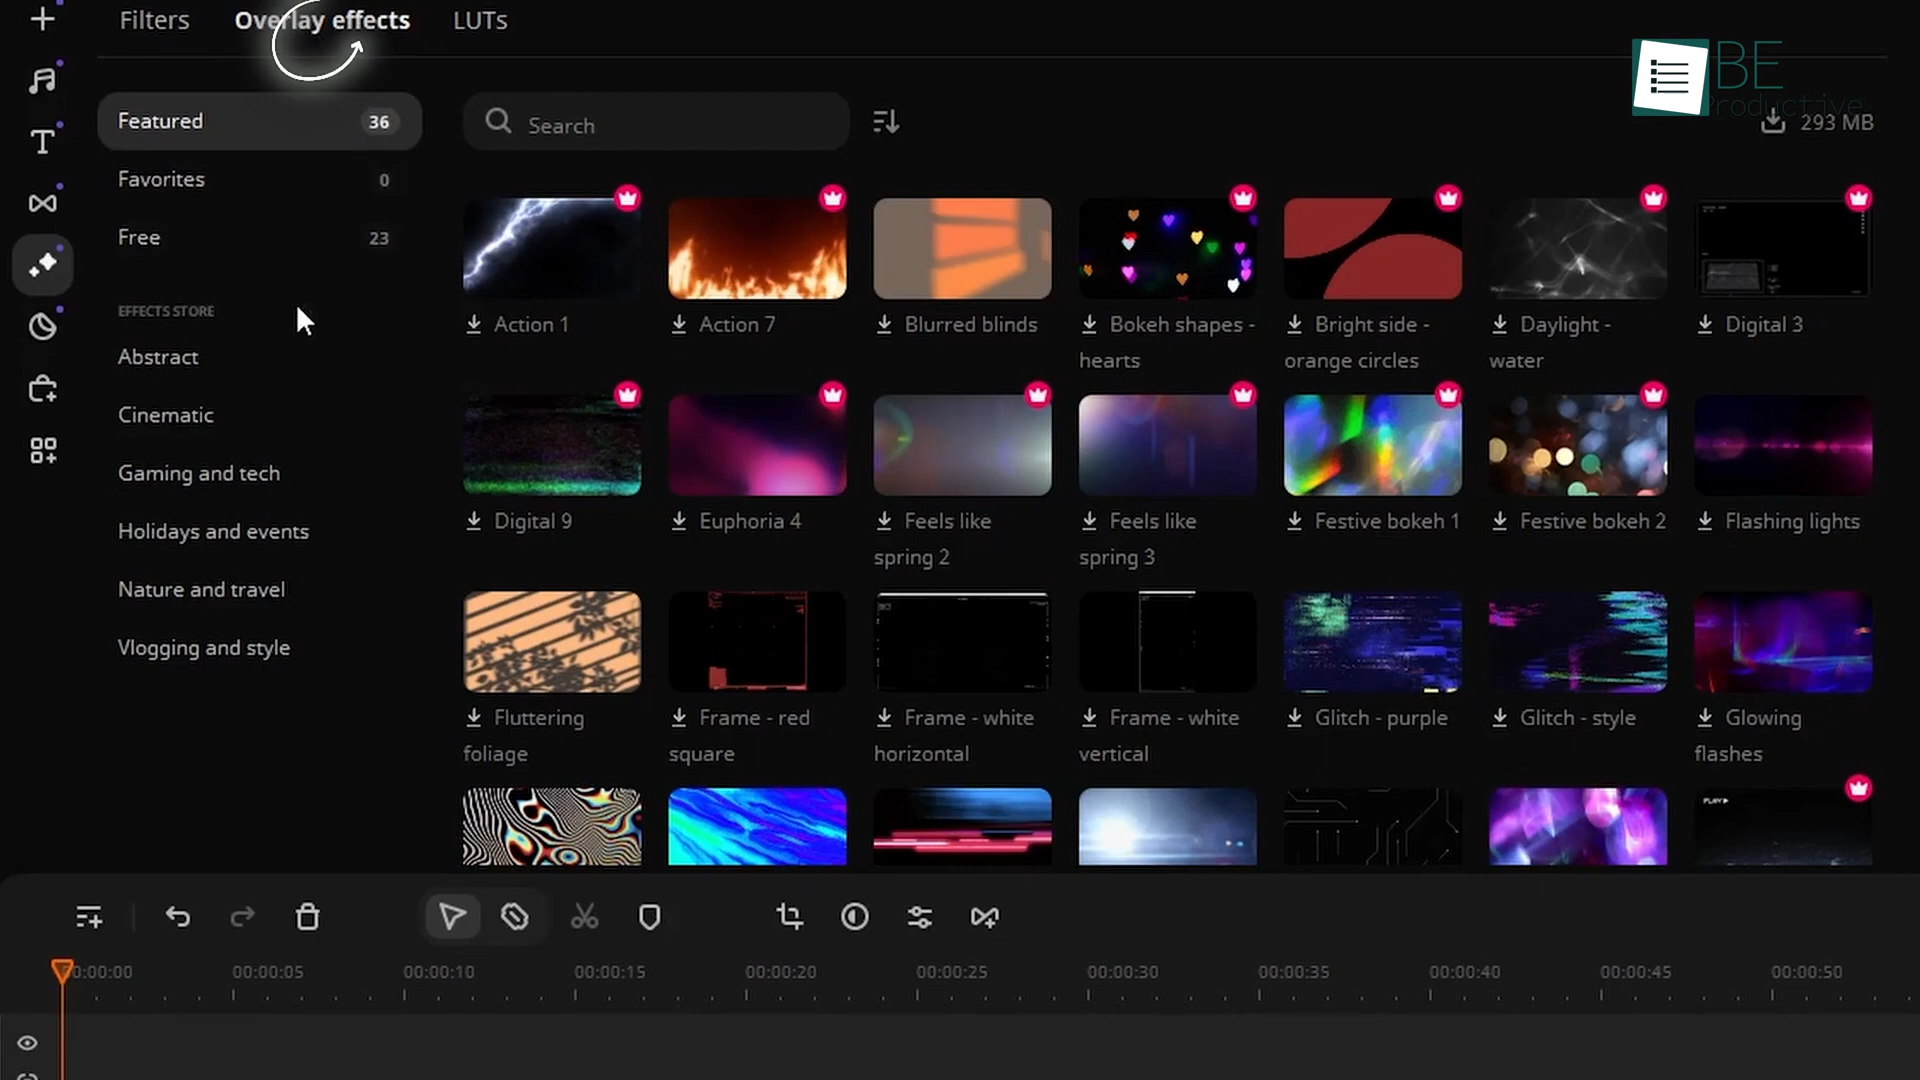 Filters Overlay effects LUTs
BE
Productive
Featured 36
Search
293 MB
Favorites 0
Free 23
EFFECTS STORE
Abstract
Cinematic
Gaming and tech
Holidays and events
Nature and travel
Vlogging and style
Action 1
Action 7
Blurred blinds
Bokeh shapes -
hearts
Bright side -
orange circles
Daylight -
water
Digital 3
Digital 9
Euphoria 4
Feels like
spring 2
Feels like
spring 3
Festive bokeh 1
Festive bokeh 2
Flashing lights
Fluttering
foliage
Frame - red
square
Frame - white
horizontal
Frame - white
vertical
Glitch - purple
Glitch - style
Glowing
flashes
PLAY
00:00:00 00:00:05 00:00:10 00:00:15 00:00:20 00:00:25 00:00:30 00:00:35 00:00:40 00:00:45 00:00:50